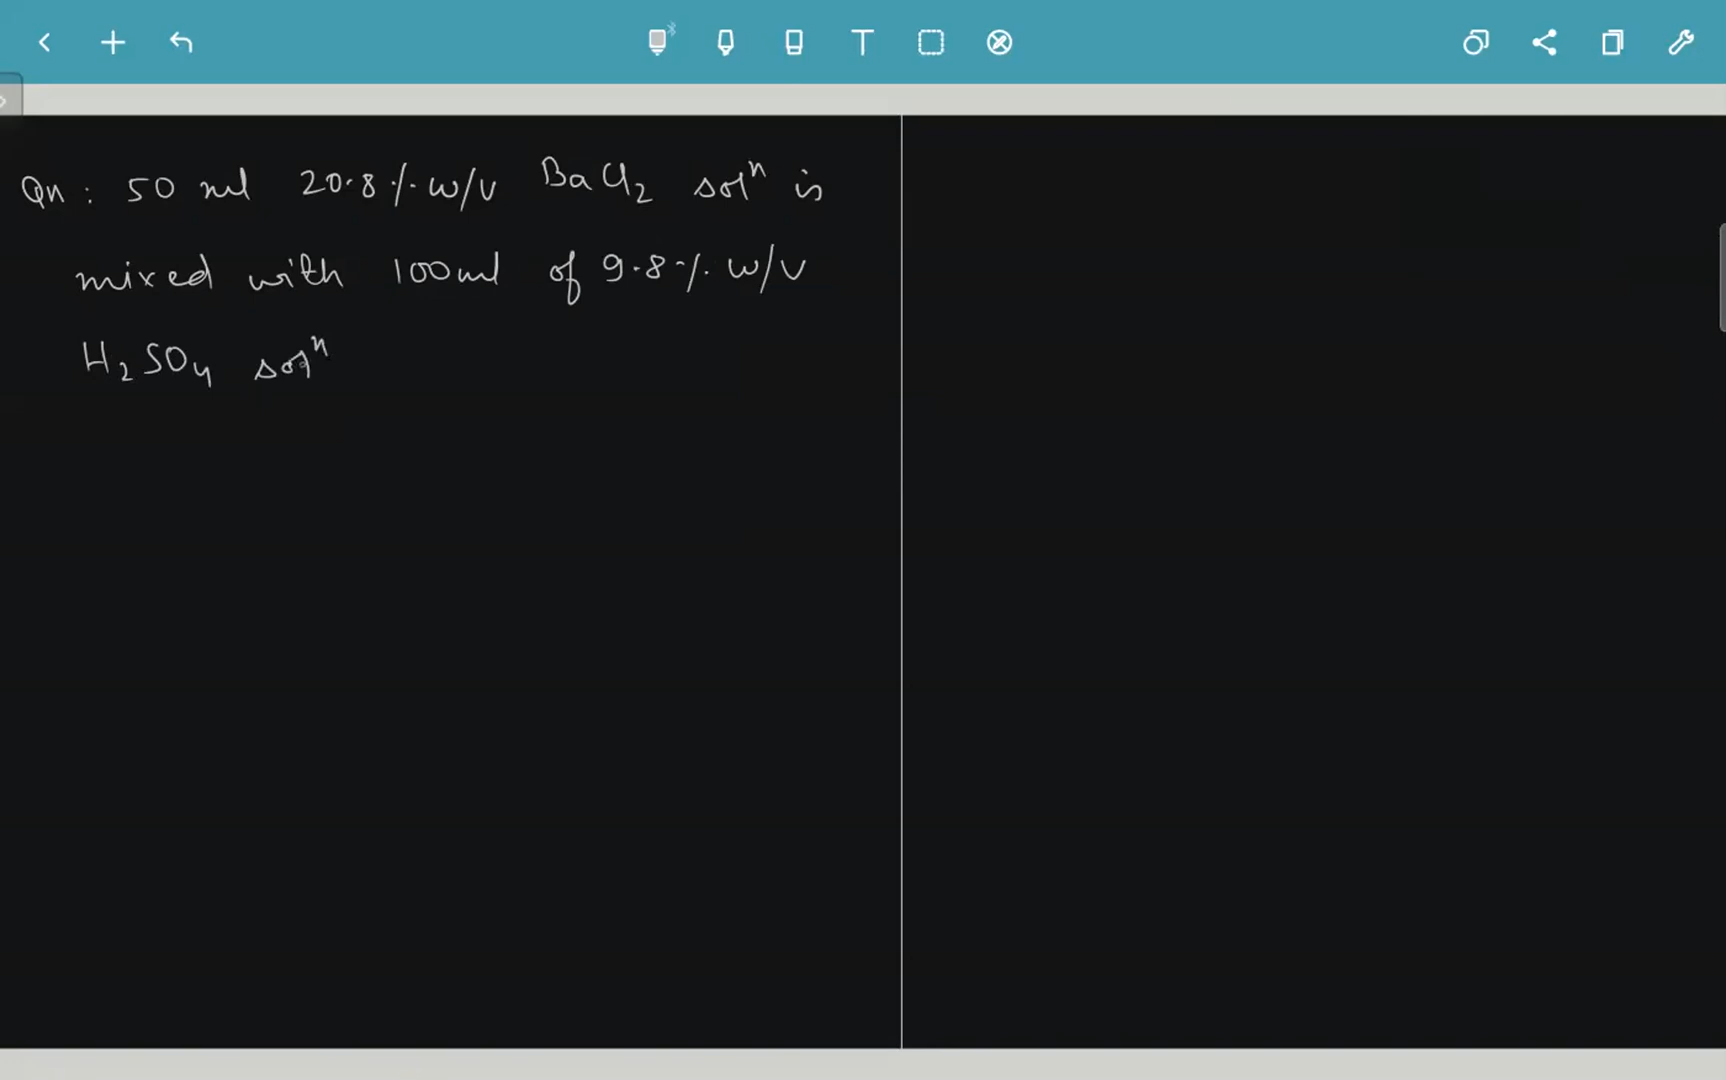 Qn : 50 ml 20.8 % w/v BaCl₂ solⁿ is
mixed with 100ml of 9.8 % w/v
H₂SO₄ solⁿ